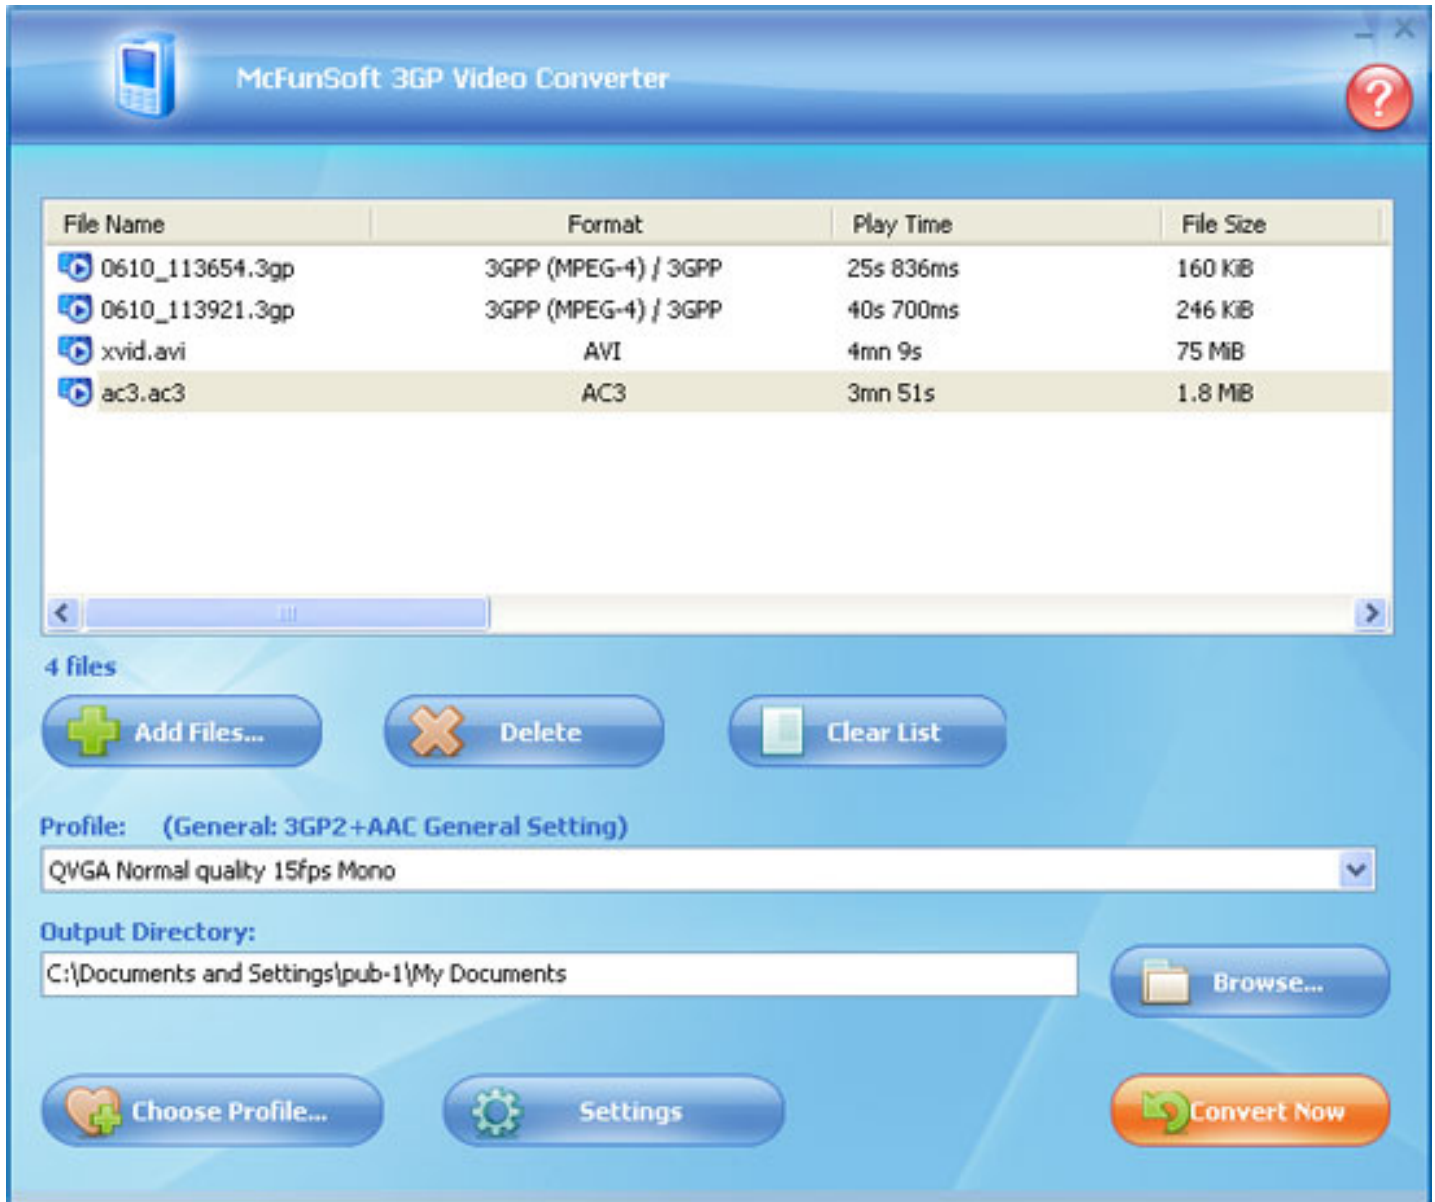 McFunSoft 3GP Video Converter
?
File Name Format Play Time File Size
0610_113654.3gp 3GPP (MPEG-4) / 3GPP 25s 836ms 160 KiB
0610_113921.3gp 3GPP (MPEG-4) / 3GPP 40s 700ms 246 KiB
xvid.avi AVI 4mn 9s 75 MiB
ac3.ac3 AC3 3mn 51s 1.8 MiB
4 files
Add Files... Delete Clear List
Profile: (General: 3GP2+AAC General Setting)
QVGA Normal quality 15fps Mono
Output Directory:
C:\Documents and Settings\pub-1\My Documents
Browse...
Choose Profile... Settings Convert Now